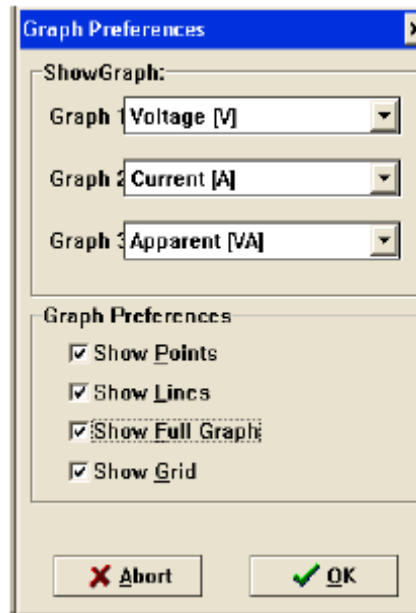 Graph Preferences
ShowGraph:
Graph 1 Voltage [V]
Graph 2 Current [A]
Graph 3 Apparent [VA]
Graph Preferences
Show Points
Show Lines
Show Full Graph
Show Grid
Abort
OK